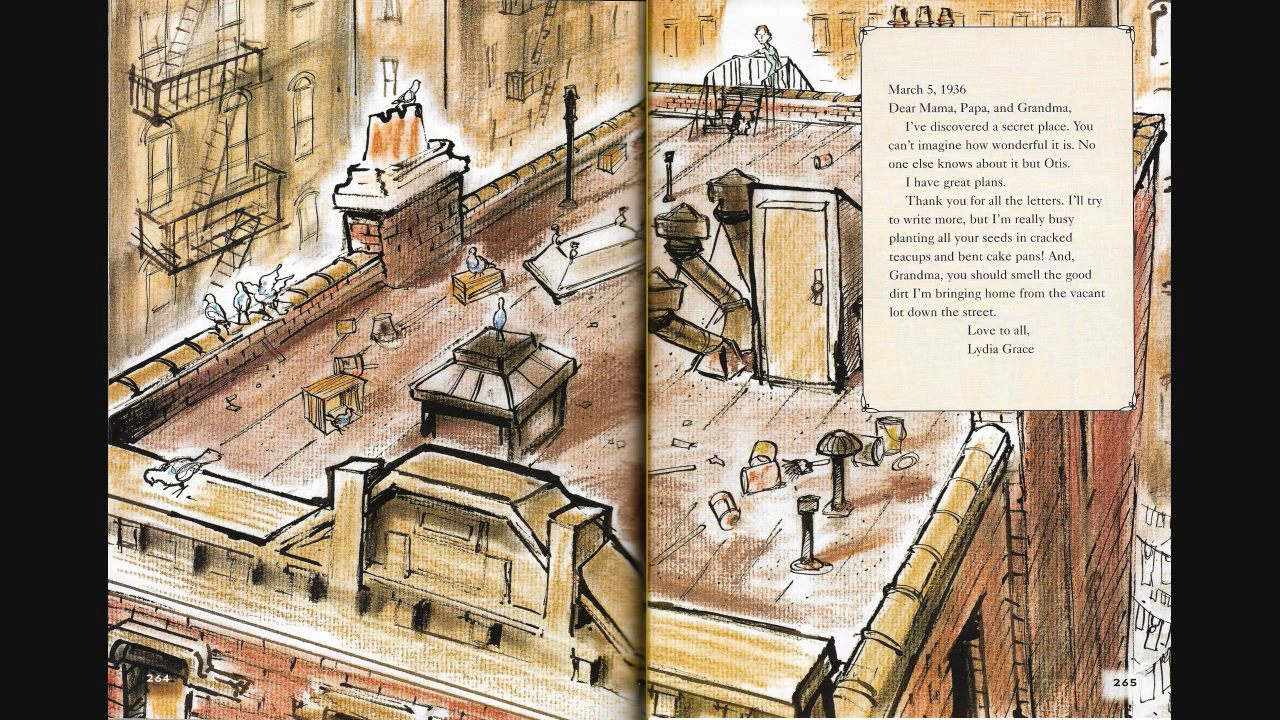 March 5, 1936
Dear Mama, Papa, and Grandma,
I've discovered a secret place. You
can't imagine how wonderful it is. No
one else knows about it but Otis.
I have great plans.
Thank you for all the letters. I'll try
to write more, but I'm really busy
planting all your seeds in cracked
teacups and bent cake pans! And,
Grandma, you should smell the good
dirt I'm bringing home from the vacant
lot down the street.
Love to all,
Lydia Grace
264
265